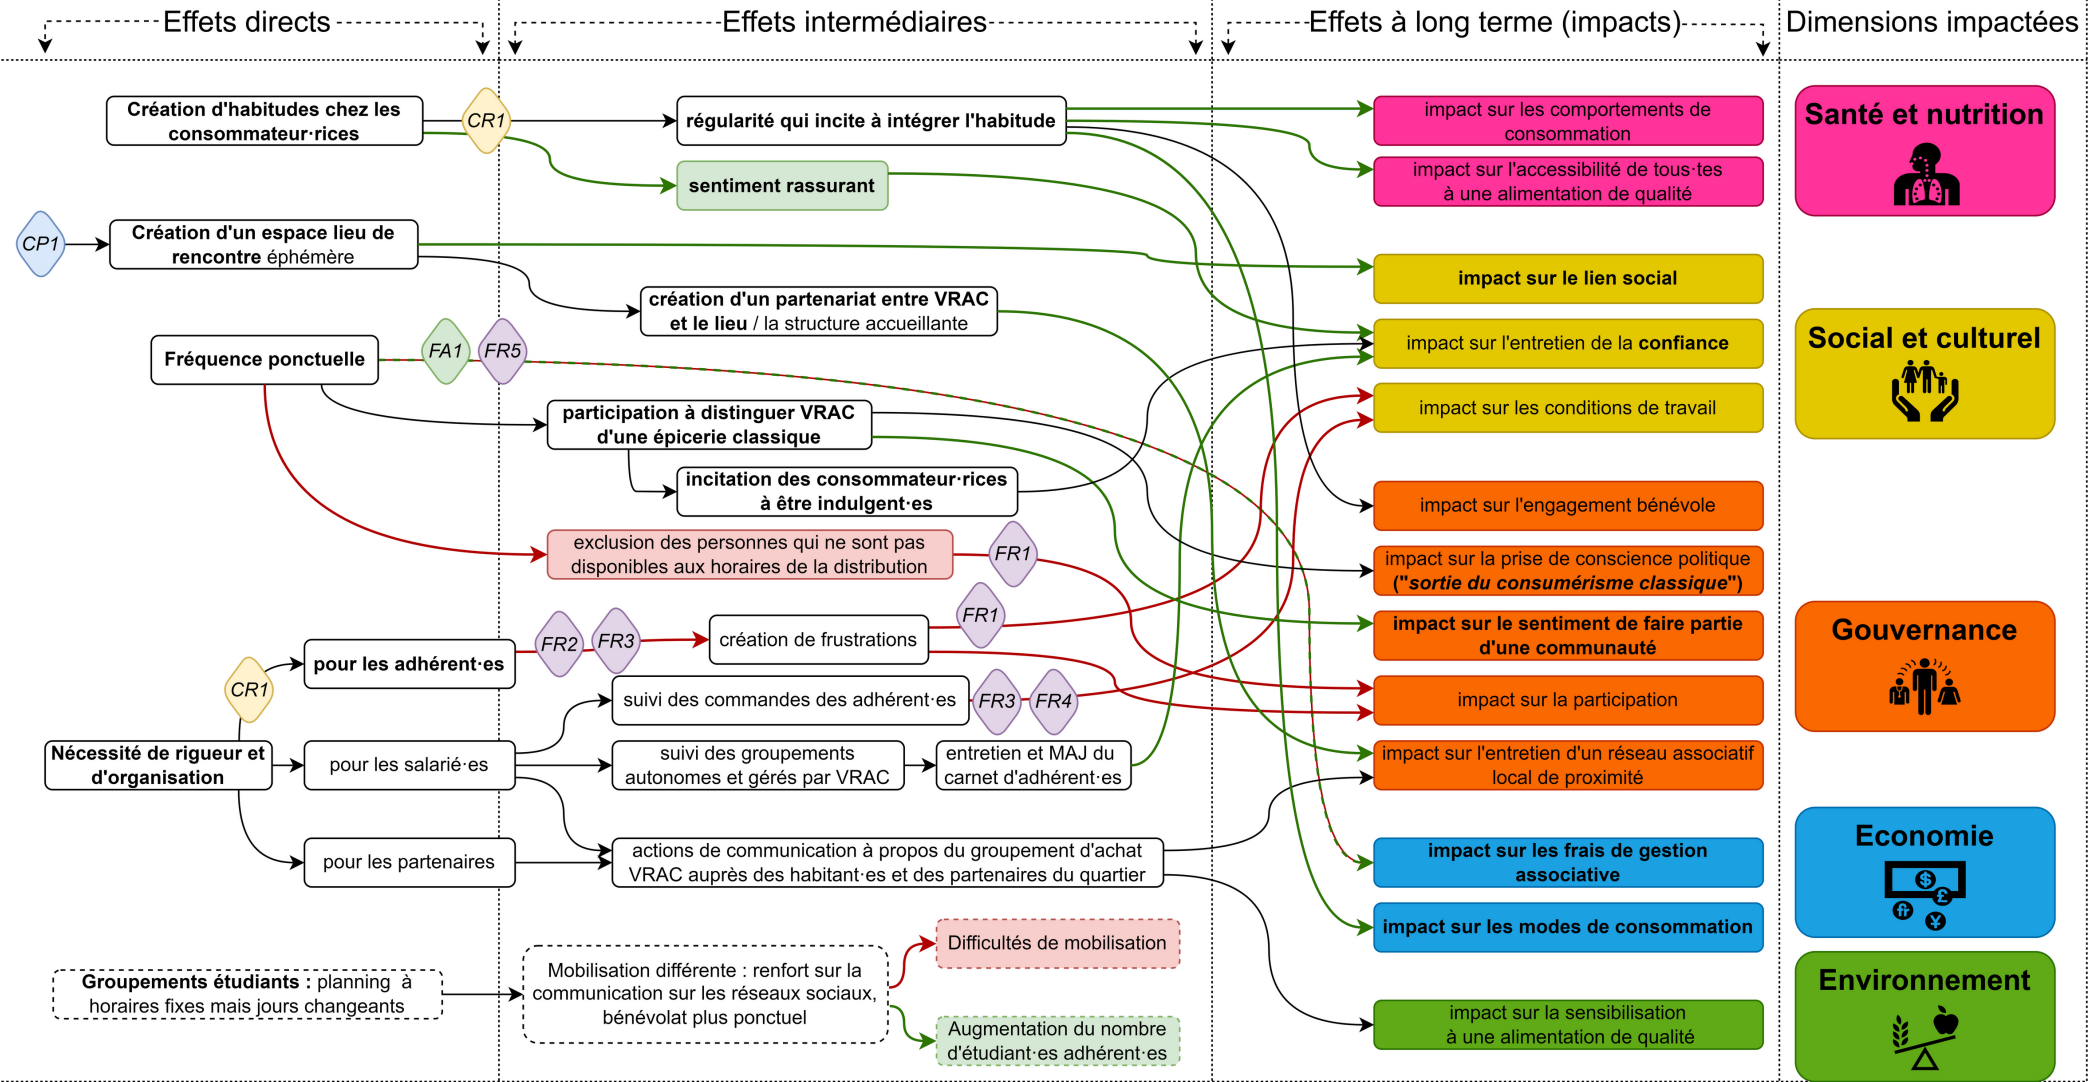 Effets directs
Effets intermédiaires
Effets à long terme (impacts)
Dimensions impactées
Création d'habitudes chez les
consommateur·rices
CR1
régularité qui incite à intégrer l'habitude
sentiment rassurant
impact sur les comportements de
consommation
impact sur l'accessibilité de tous·tes
à une alimentation de qualité
Santé et nutrition
CP1
Création d'un espace lieu de
rencontre éphémère
création d'un partenariat entre VRAC
et le lieu / la structure accueillante
impact sur le lien social
impact sur l'entretien de la confiance
impact sur les conditions de travail
Social et culturel
Fréquence ponctuelle
FA1
FR5
participation à distinguer VRAC
d'une épicerie classique
incitation des consommateur·rices
à être indulgent·es
exclusion des personnes qui ne sont pas
disponibles aux horaires de la distribution
FR1
impact sur l'engagement bénévole
impact sur la prise de conscience politique
("sortie du consumérisme classique")
impact sur le sentiment de faire partie
d'une communauté
impact sur la participation
impact sur l'entretien d'un réseau associatif
local de proximité
Gouvernance
Nécessité de rigueur et
d'organisation
CR1
pour les adhérent·es
FR2
FR3
création de frustrations
FR1
suivi des commandes des adhérent·es
FR3
FR4
pour les salarié·es
suivi des groupements
autonomes et gérés par VRAC
entretien et MAJ du
carnet d'adhérent·es
pour les partenaires
actions de communication à propos du groupement d'achat
VRAC auprès des habitant·es et des partenaires du quartier
impact sur les frais de gestion
associative
impact sur les modes de consommation
Economie
$
£
¥
Groupements étudiants : planning à
horaires fixes mais jours changeants
Mobilisation différente : renfort sur la
communication sur les réseaux sociaux,
bénévolat plus ponctuel
Difficultés de mobilisation
Augmentation du nombre
d'étudiant·es adhérent·es
impact sur la sensibilisation
à une alimentation de qualité
Environnement